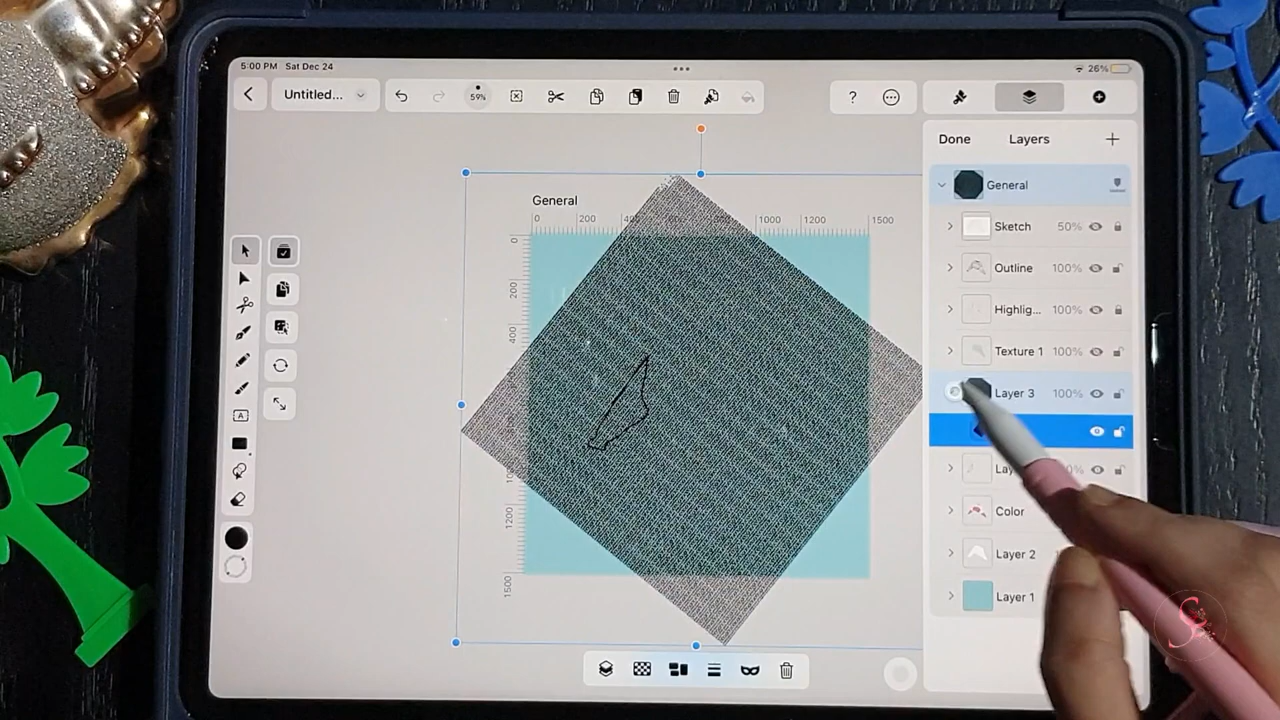 5:00 PM Sat Dec 24
26%
Untitled...
59%
?
Done Layers
General
Sketch 50%
Outline 100%
Highlig... 100%
Texture 1 100%
Layer 3 100%
Color
Layer 2
Layer 1
General
0 200 400 1000 1200 1500
0
200
400
1200
1500
A